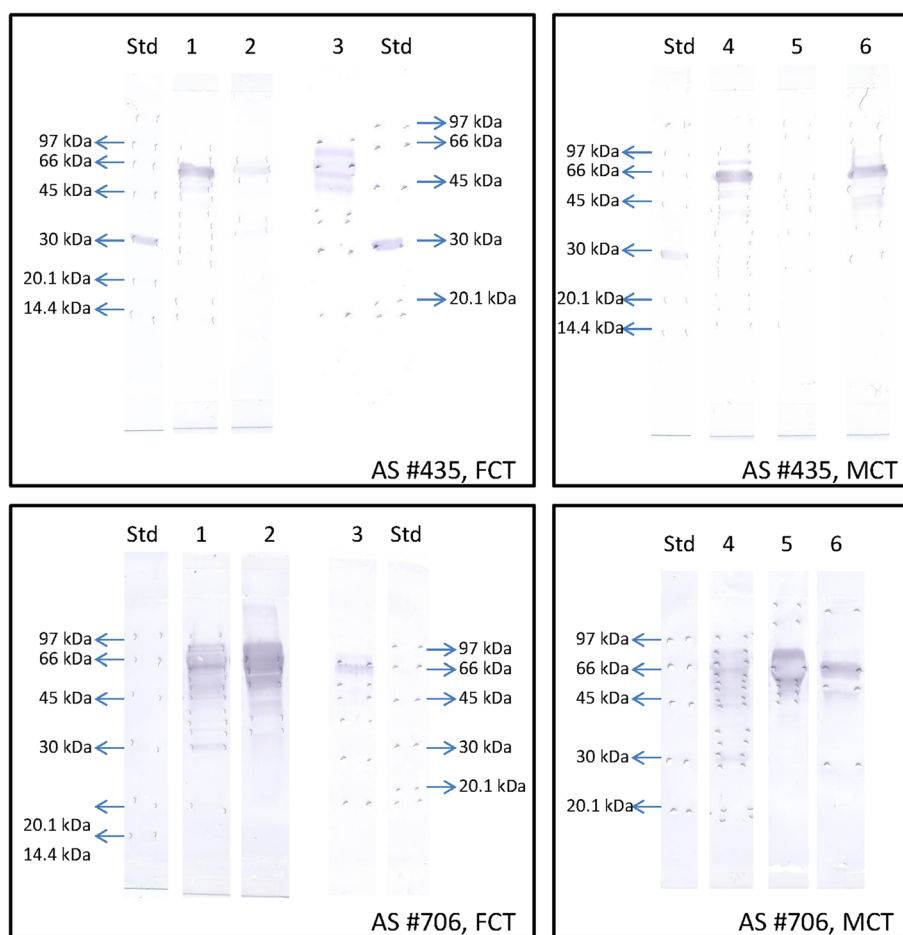 Std 1 2 3 Std
97 kDa
66 kDa
45 kDa
30 kDa
20.1 kDa
14.4 kDa
97 kDa
66 kDa
45 kDa
30 kDa
20.1 kDa
AS #435, FCT
Std 4 5 6
97 kDa
66 kDa
45 kDa
30 kDa
20.1 kDa
14.4 kDa
AS #435, MCT
Std 1 2 3 Std
97 kDa
66 kDa
45 kDa
30 kDa
20.1 kDa
14.4 kDa
97 kDa
66 kDa
45 kDa
30 kDa
20.1 kDa
AS #706, FCT
Std 4 5 6
97 kDa
66 kDa
45 kDa
30 kDa
20.1 kDa
AS #706, MCT